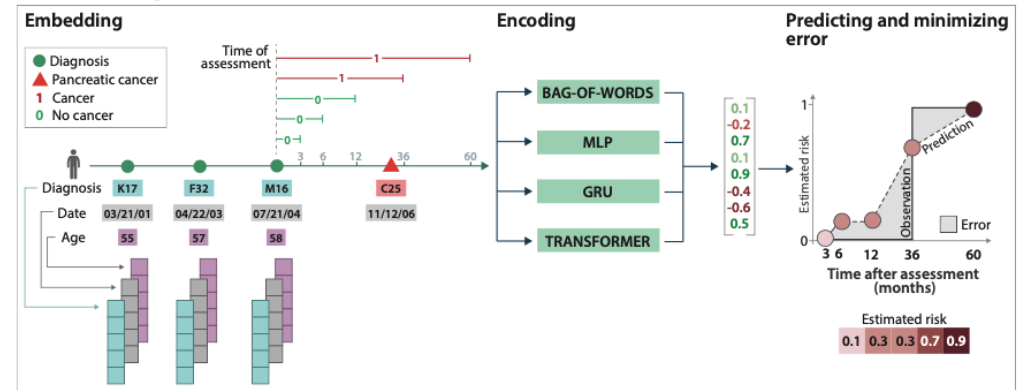 Embedding
Diagnosis
Pancreatic cancer
1 Cancer
0 No cancer
Time of
assessment
1
1
0
0
0
3 6 12 36 60
Diagnosis K17 F32 M16 C25
Date 03/21/01 04/22/03 07/21/04 11/12/06
Age 55 57 58
Encoding
BAG-OF-WORDS
MLP
GRU
TRANSFORMER
0.1
-0.2
0.7
0.1
0.9
-0.4
-0.6
0.5
Predicting and minimizing
error
1
0
Estimated risk
Observation
Prediction
Error
3 6 12 36 60
Time after assessment
(months)
Estimated risk
0.1 0.3 0.3 0.7 0.9